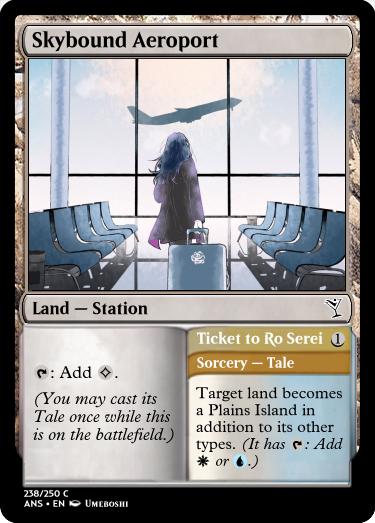 Skybound Aeroport
Land — Station
: Add .
(You may cast its
Tale once while this
is on the battlefield.)
Ticket to Ro Serei 1
Sorcery — Tale
Target land becomes
a Plains Island in
addition to its other
types. (It has : Add
 or .)
238/250 C
ANS • EN Umeboshi